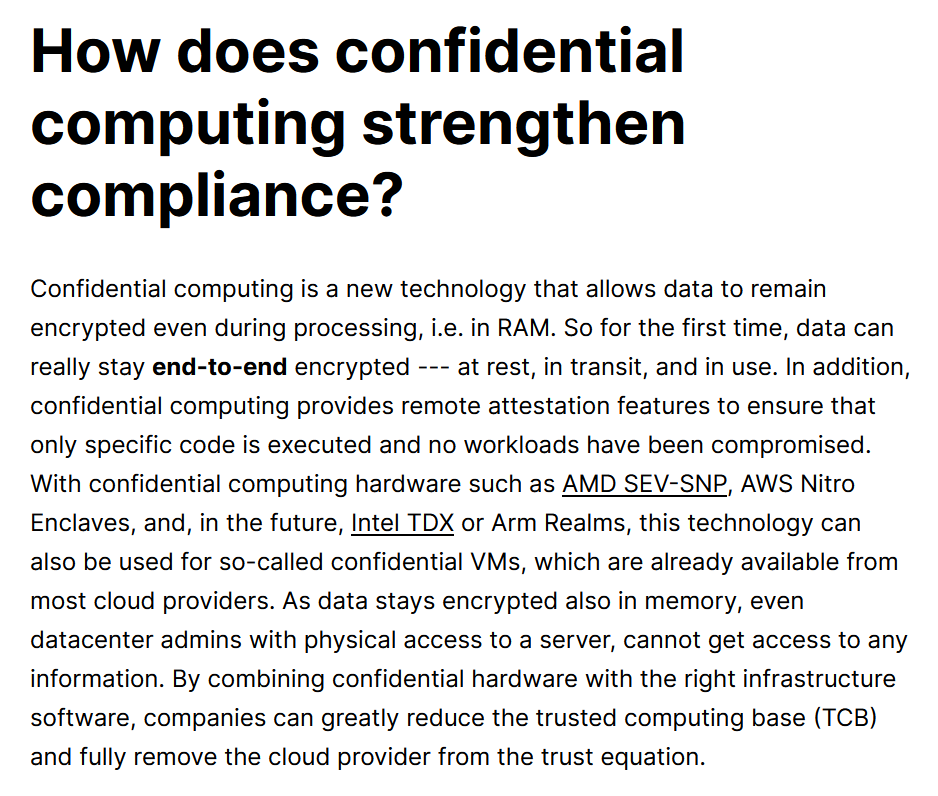 How does confidential
computing strengthen
compliance?
Confidential computing is a new technology that allows data to remain
encrypted even during processing, i.e. in RAM. So for the first time, data can
really stay end-to-end encrypted --- at rest, in transit, and in use. In addition,
confidential computing provides remote attestation features to ensure that
only specific code is executed and no workloads have been compromised.
With confidential computing hardware such as AMD SEV-SNP, AWS Nitro
Enclaves, and, in the future, Intel TDX or Arm Realms, this technology can
also be used for so-called confidential VMs, which are already available from
most cloud providers. As data stays encrypted also in memory, even
datacenter admins with physical access to a server, cannot get access to any
information. By combining confidential hardware with the right infrastructure
software, companies can greatly reduce the trusted computing base (TCB)
and fully remove the cloud provider from the trust equation.